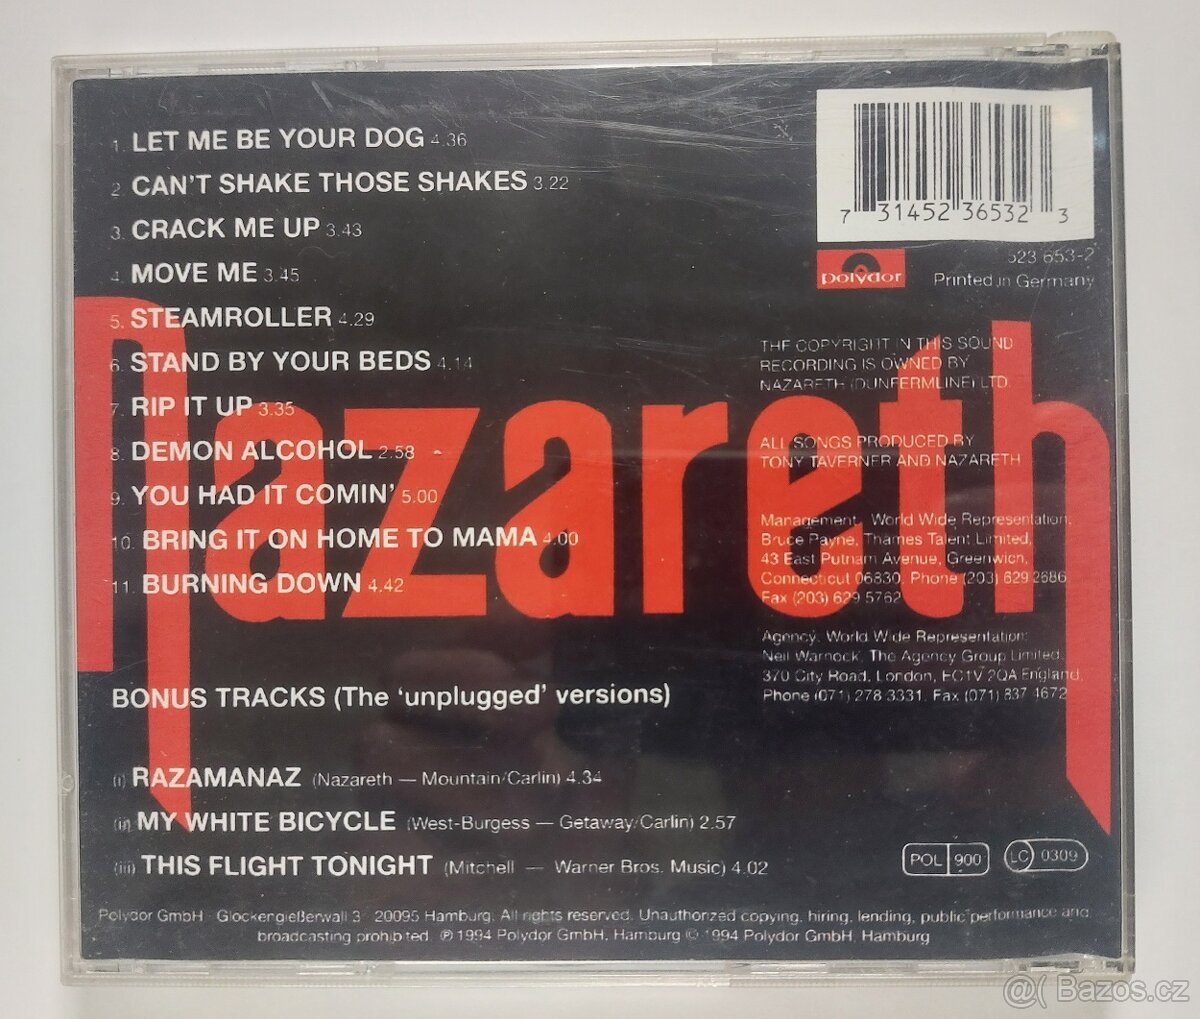 1. LET ME BE YOUR DOG 4.36
2 CAN'T SHAKE THOSE SHAKES 3.22
3. CRACK ME UP 3.43
4. MOVE ME 3.45
5. STEAMROLLER 4.29
6. STAND BY YOUR BEDS 4.14
7. RIP IT UP 3.35
8. DEMON ALCOHOL 2.58
9. YOU HAD IT COMIN' 5.00
10. BRING IT ON HOME TO MAMA 4.00
11. BURNING DOWN 4.42
BONUS TRACKS (The 'unplugged' versions)
(i) RAZAMANAZ (Nazareth — Mountain/Carlin) 4.34
(ii) MY WHITE BICYCLE (West-Burgess — Getaway/Carlin) 2.57
(iii) THIS FLIGHT TONIGHT (Mitchell — Warner Bros. Music) 4.02
nazareth
7 31452 36532 3
523 653-2
polydor
Printed in Germany
THE COPYRIGHT IN THIS SOUND
RECORDING IS OWNED BY
NAZARETH (DUNFERMLINE) LTD.
ALL SONGS PRODUCED BY
TONY TAVERNER AND NAZARETH
Management, World Wide Representation:
Bruce Payne, Thames Talent Limited,
43 East Putnam Avenue, Greenwich,
Connecticut 06830. Phone (203) 629 2686
Fax (203) 629 5762
Agency, World Wide Representation:
Neil Warnock, The Agency Group Limited,
370 City Road, London, EC1V 2QA England,
Phone (071) 278 3331, Fax (071) 837 4672
POL 900
LC 0309
Polydor GmbH · Glockengießerwall 3 · 20095 Hamburg. All rights reserved. Unauthorized copying, hiring, lending, public performance and
broadcasting prohibited. ℗ 1994 Polydor GmbH, Hamburg © 1994 Polydor GmbH, Hamburg
@( Bazos.cz